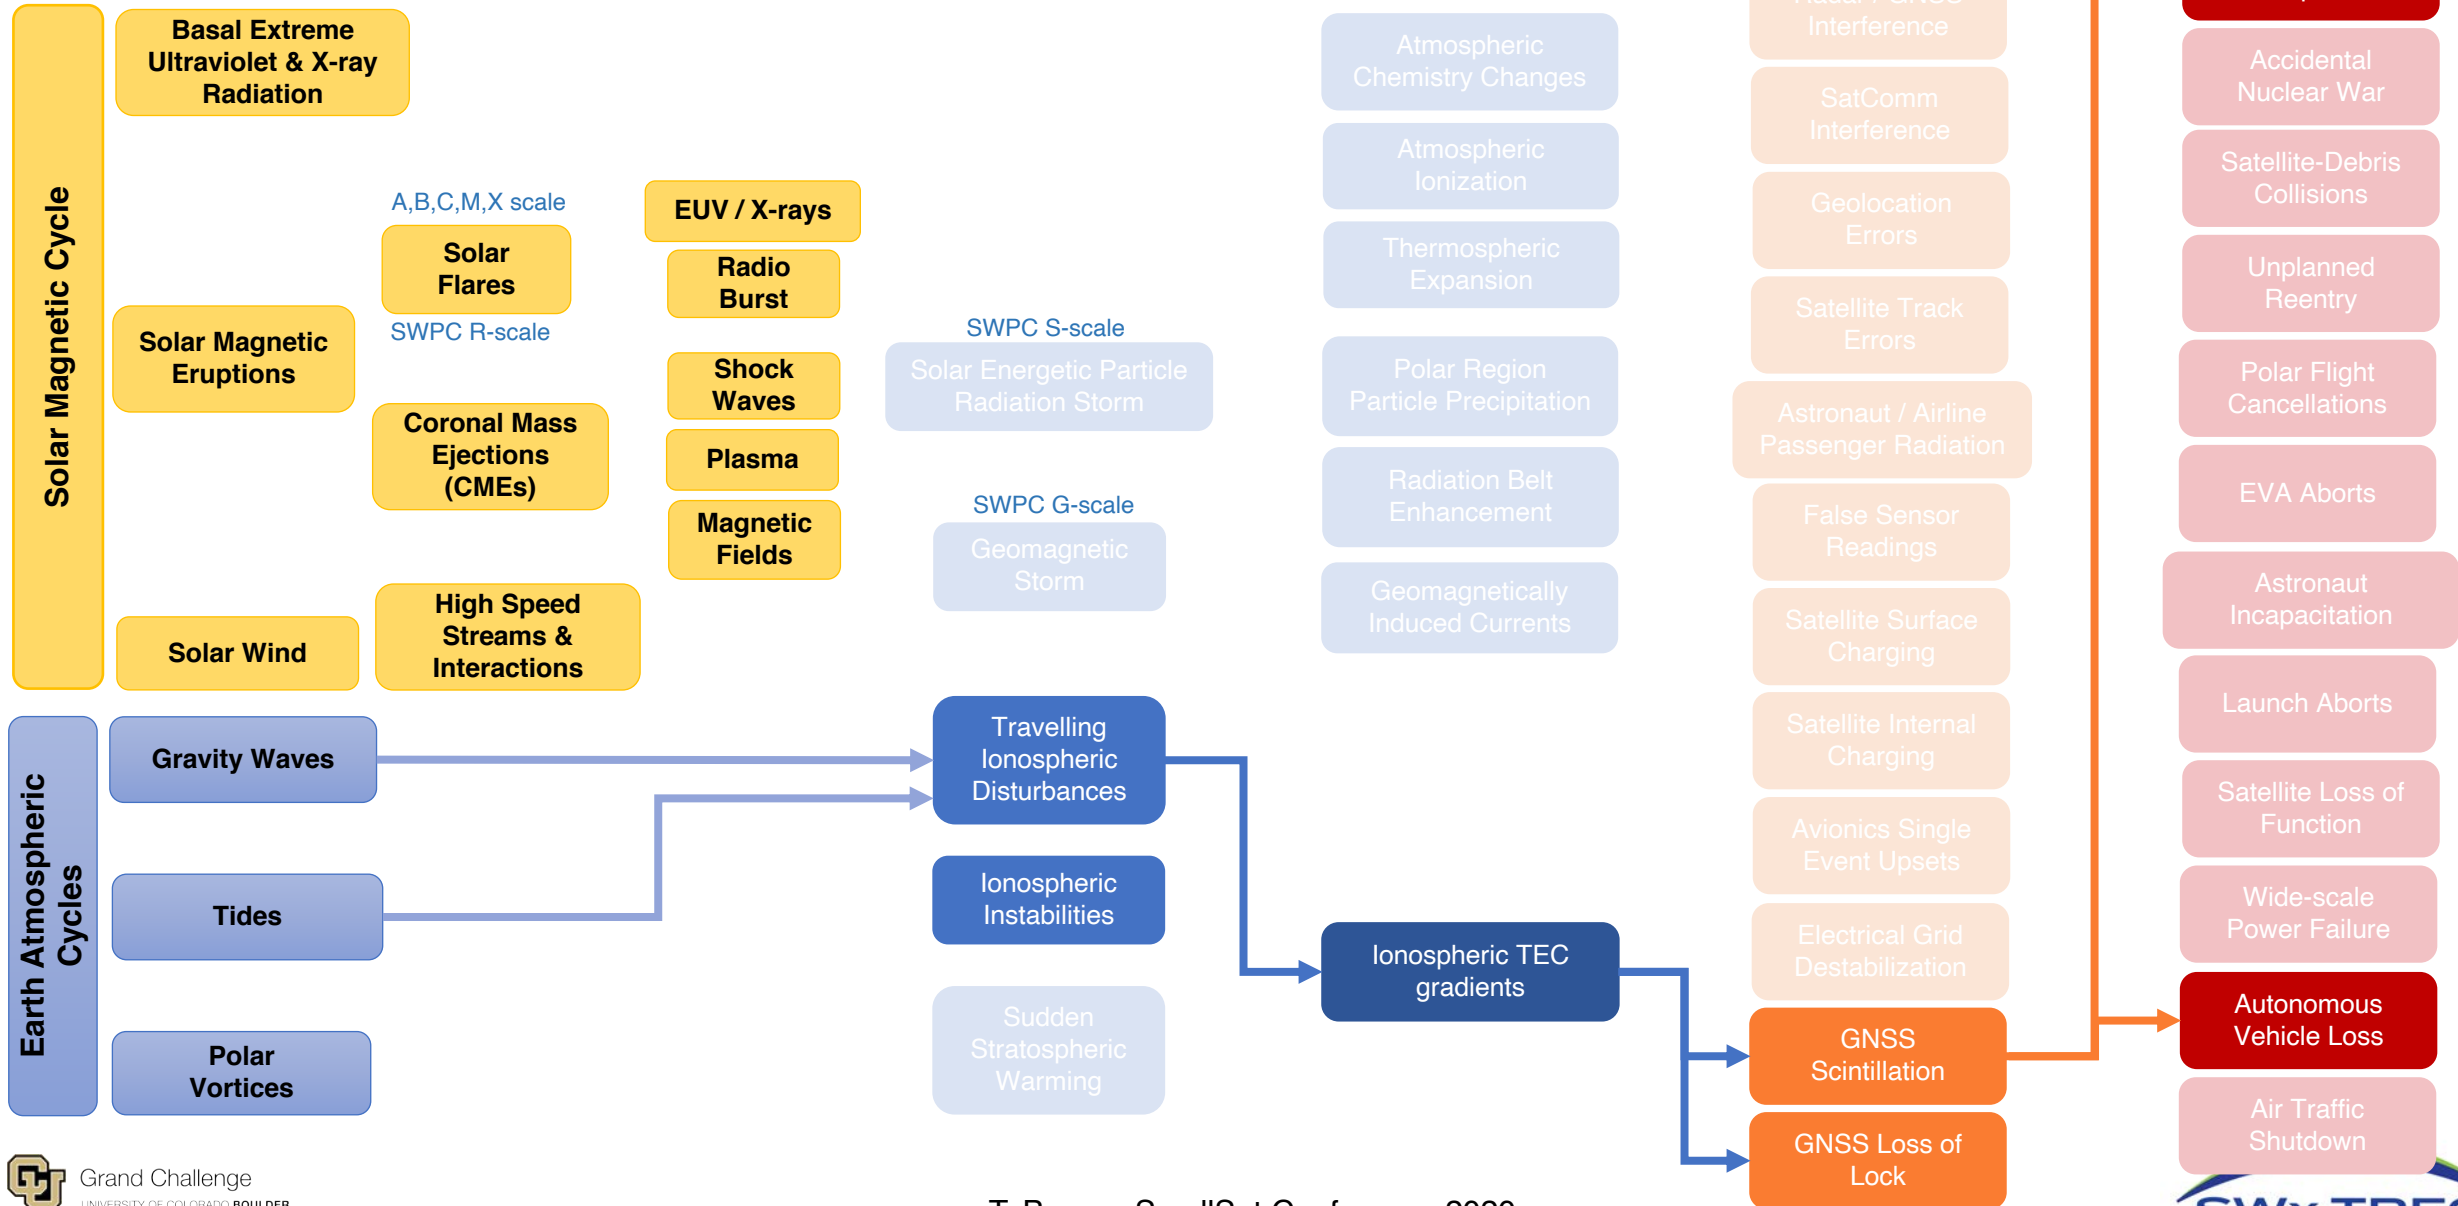 Solar Magnetic Cycle
Basal Extreme
Ultraviolet & X-ray
Radiation
Solar Magnetic
Eruptions
Solar Wind
A,B,C,M,X scale
Solar
Flares
SWPC R-scale
Coronal Mass
Ejections
(CMEs)
High Speed
Streams &
Interactions
EUV / X-rays
Radio
Burst
Shock
Waves
Plasma
Magnetic
Fields
SWPC S-scale
Solar Energetic Particle
Radiation Storm
SWPC G-scale
Geomagnetic
Storm
Earth Atmospheric
Cycles
Gravity Waves
Tides
Polar
Vortices
Travelling
Ionospheric
Disturbances
Ionospheric
Instabilities
Sudden
Stratospheric
Warming
Atmospheric
Chemistry Changes
Atmospheric
Ionization
Thermospheric
Expansion
Polar Region
Particle Precipitation
Radiation Belt
Enhancement
Geomagnetically
Induced Currents
Ionospheric TEC
gradients
Interference
SatComm
Interference
Geolocation
Errors
Satellite Track
Errors
Astronaut / Airline
Passenger Radiation
False Sensor
Readings
Satellite Surface
Charging
Satellite Internal
Charging
Avionics Single
Event Upsets
Electrical Grid
Destabilization
GNSS
Scintillation
GNSS Loss of
Lock
Accidental
Nuclear War
Satellite-Debris
Collisions
Unplanned
Reentry
Polar Flight
Cancellations
EVA Aborts
Astronaut
Incapacitation
Launch Aborts
Satellite Loss of
Function
Wide-scale
Power Failure
Autonomous
Vehicle Loss
Air Traffic
Shutdown
CU
Grand Challenge
UNIVERSITY OF COLORADO BOULDER